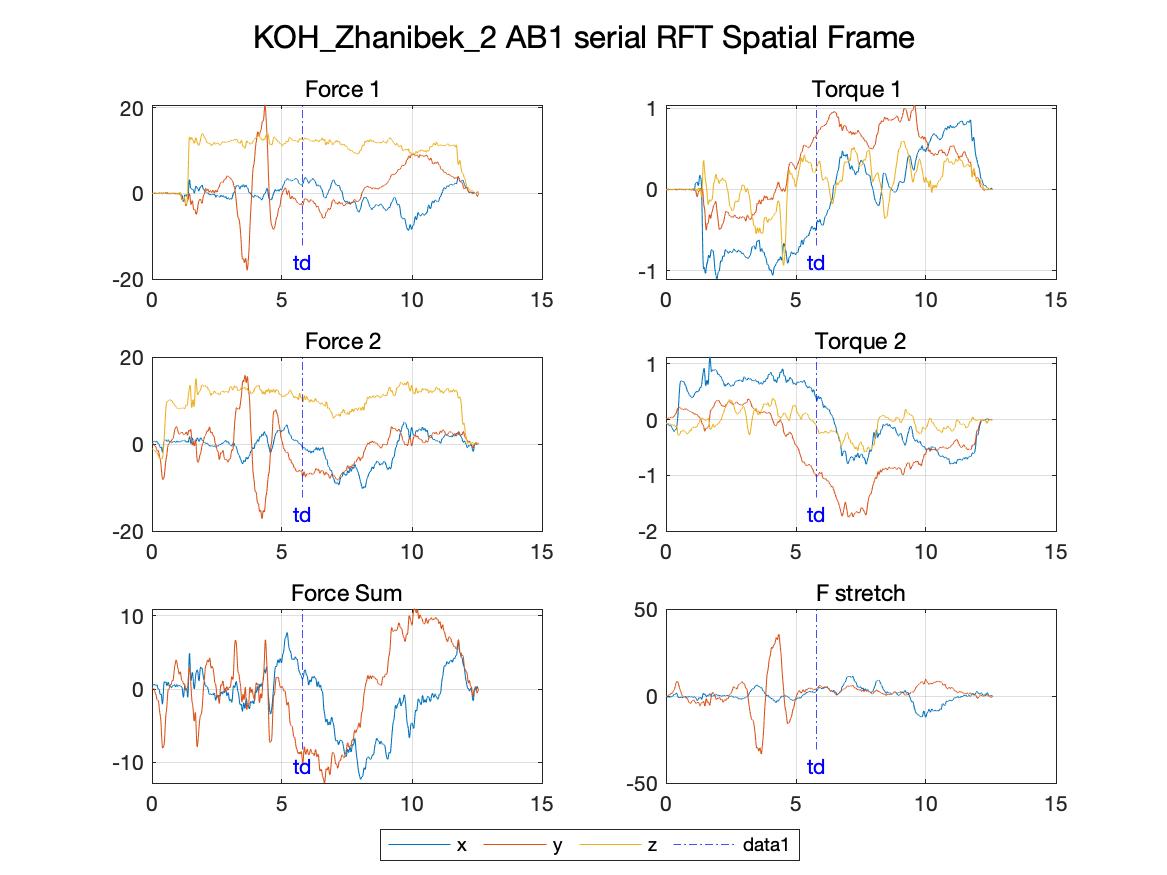 KOH_Zhanibek_2 AB1 serial RFT Spatial Frame
Force 1
20
0
-20
td
0 5 10 15
Torque 1
1
0
-1
td
0 5 10 15
Force 2
20
0
-20
td
0 5 10 15
Torque 2
1
0
-1
-2
td
0 5 10 15
Force Sum
10
0
-10
td
0 5 10 15
F stretch
50
0
-50
td
0 5 10 15
x y z data1